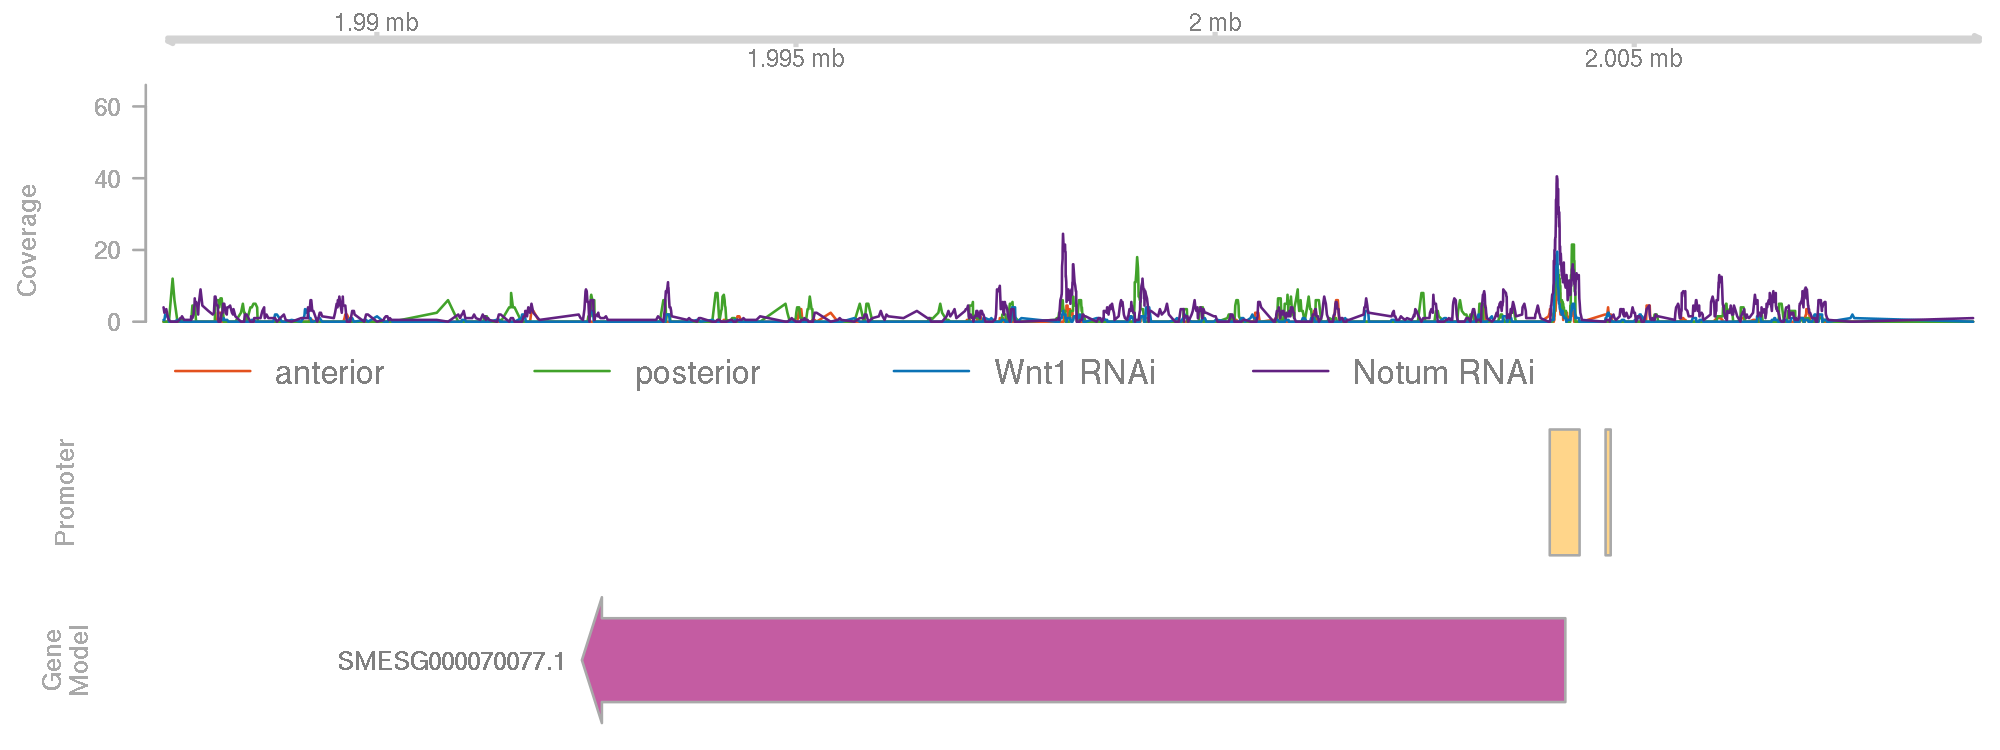 1.99 mb
2 mb
1.995 mb
2.005 mb
Coverage
60
40
20
0
anterior posterior Wnt1 RNAi Notum RNAi
Promoter
Gene
Model
SMESG000070077.1